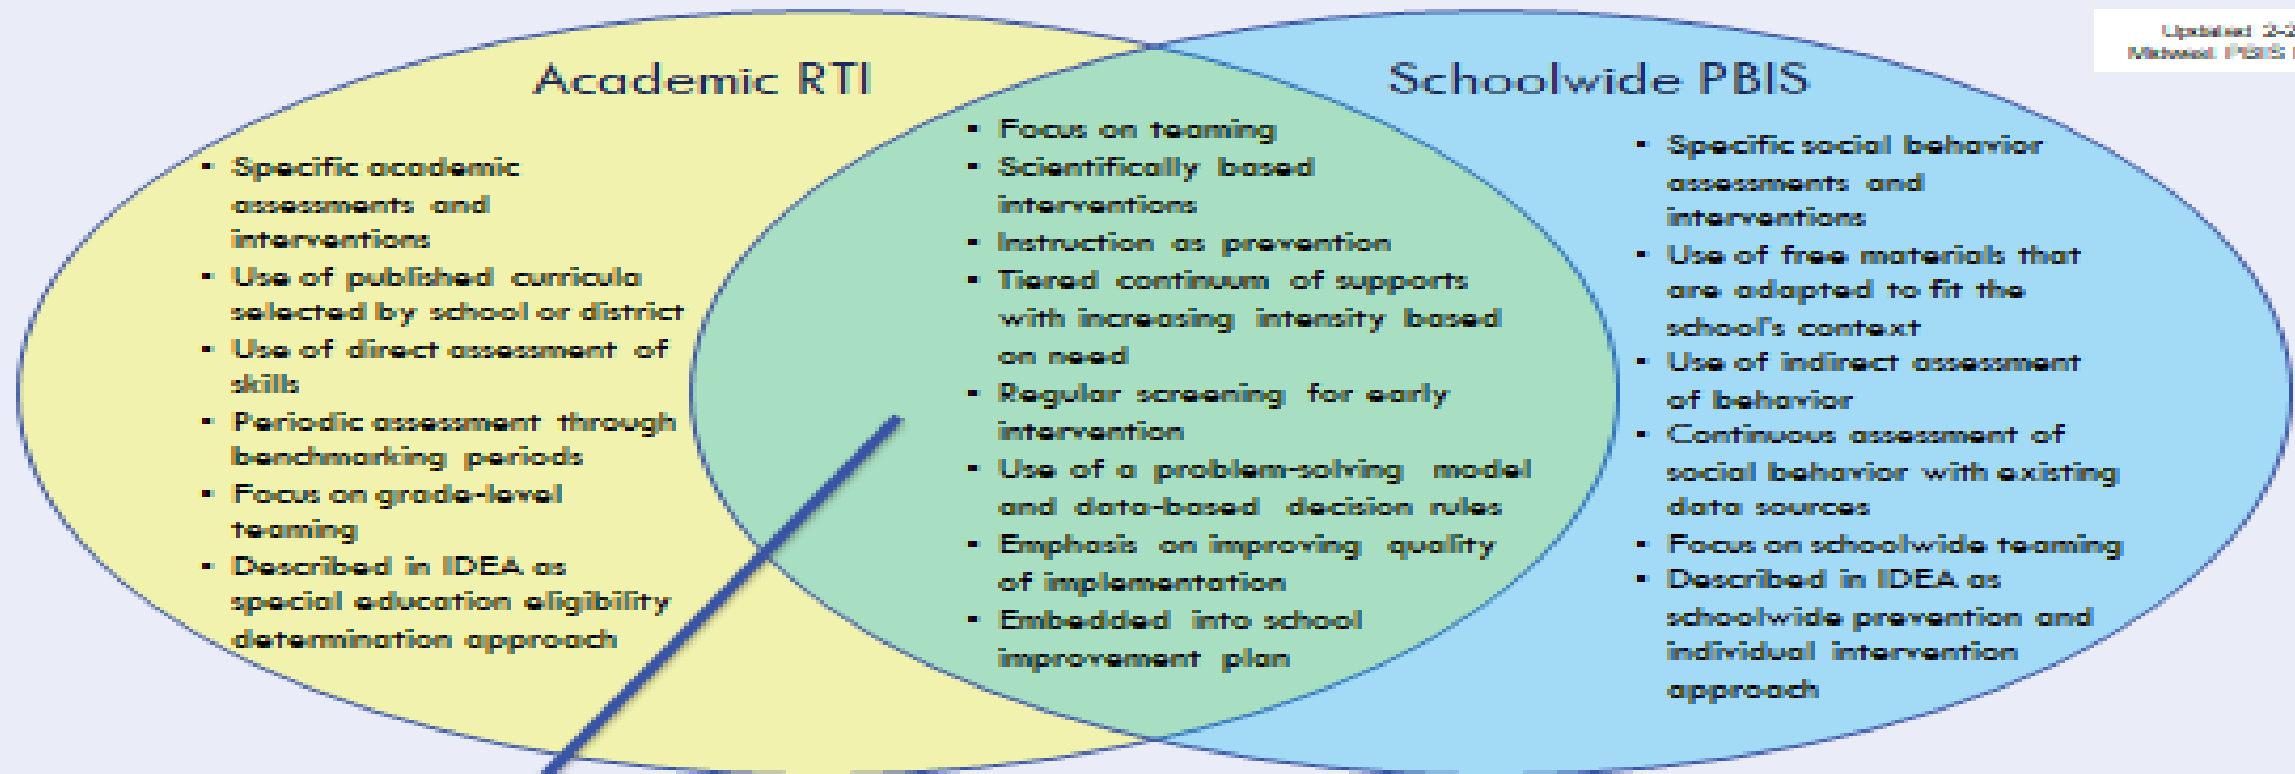 Updated 2-2
Midwest PBIS
Academic RTI
▪ Specific academic
assessments and
interventions
▪ Use of published curricula
selected by school or district
▪ Use of direct assessment of
skills
▪ Periodic assessment through
benchmarking periods
▪ Focus on grade-level
teaming
▪ Described in IDEA as
special education eligibility
determination approach
▪ Focus on teaming
▪ Scientifically based
interventions
▪ Instruction as prevention
▪ Tiered continuum of supports
with increasing intensity based
on need
▪ Regular screening for early
intervention
▪ Use of a problem-solving model
and data-based decision rules
▪ Emphasis on improving quality
of implementation
▪ Embedded into school
improvement plan
Schoolwide PBIS
▪ Specific social behavior
assessments and
interventions
▪ Use of free materials that
are adapted to fit the
school's context
▪ Use of indirect assessment
of behavior
▪ Continuous assessment of
social behavior with existing
data sources
▪ Focus on schoolwide teaming
▪ Described in IDEA as
schoolwide prevention and
individual intervention
approach